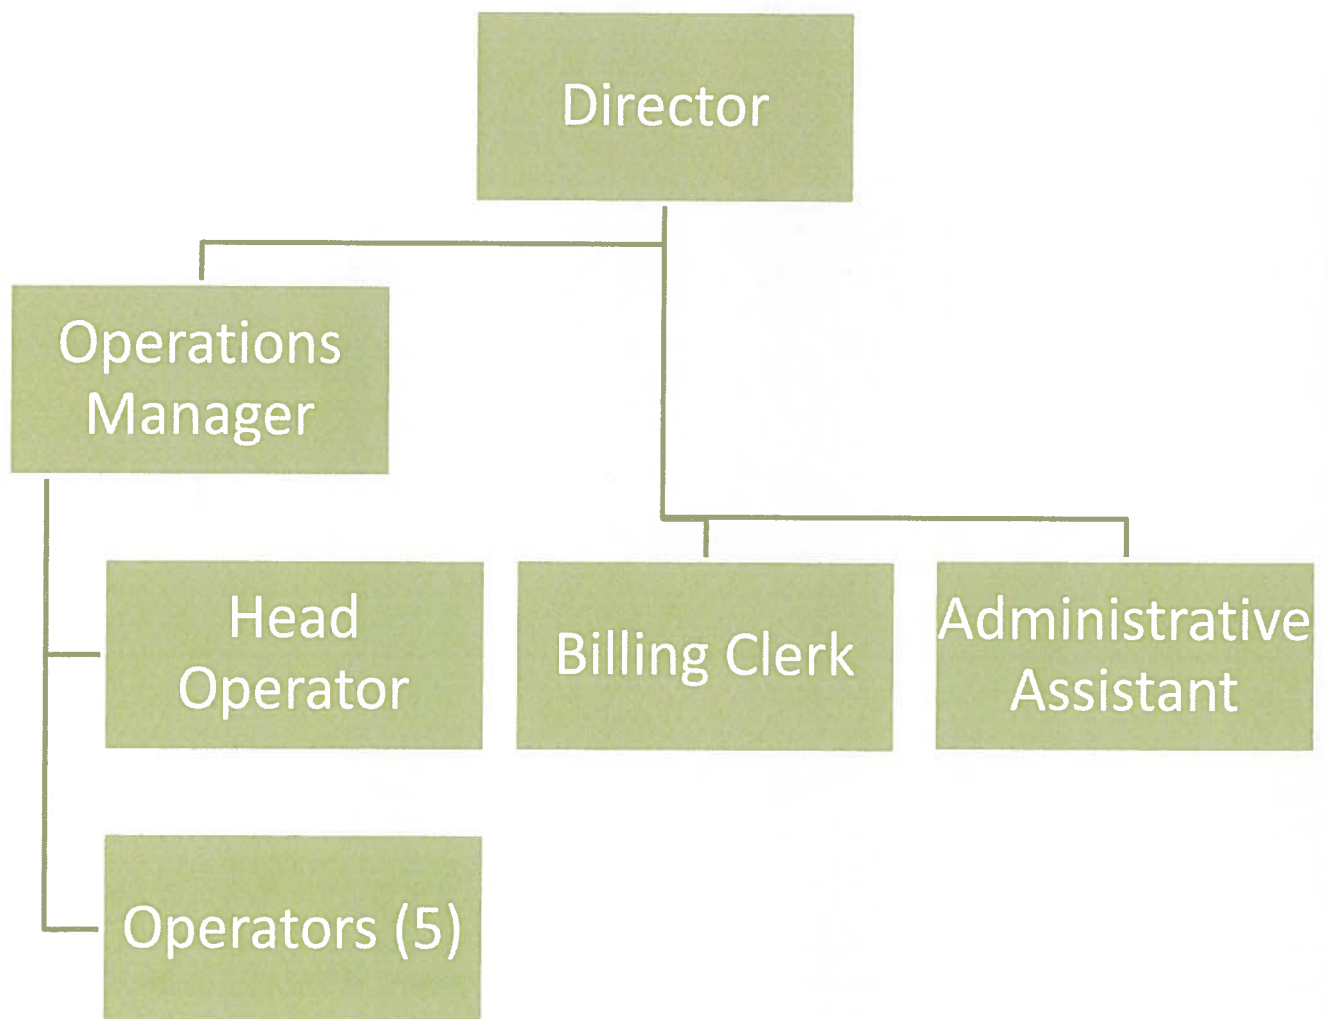 Director
Operations
Manager
Head
Operator
Billing Clerk
Administrative
Assistant
Operators (5)